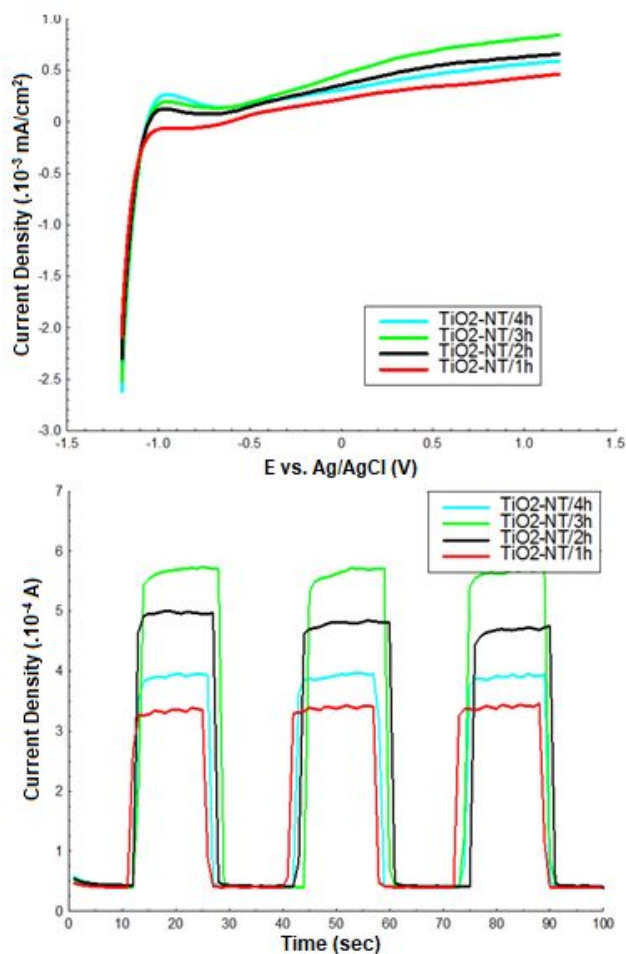 1.0
0.5
0
0.5
-1.0
-1.5
-2.0
-2.5
-3.0
Current Density (.10⁻³ mA/cm²)
TiO2-NT/4h
TiO2-NT/3h
TiO2-NT/2h
TiO2-NT/1h
-1.5 -1.0 -0.5 0 0.5 1.0 1.5
E vs. Ag/AgCl (V)
7
6
5
4
3
2
1
0
Current Density (.10⁻⁴ A)
TiO2-NT/4h
TiO2-NT/3h
TiO2-NT/2h
TiO2-NT/1h
0 10 20 30 40 50 60 70 80 90 100
Time (sec)